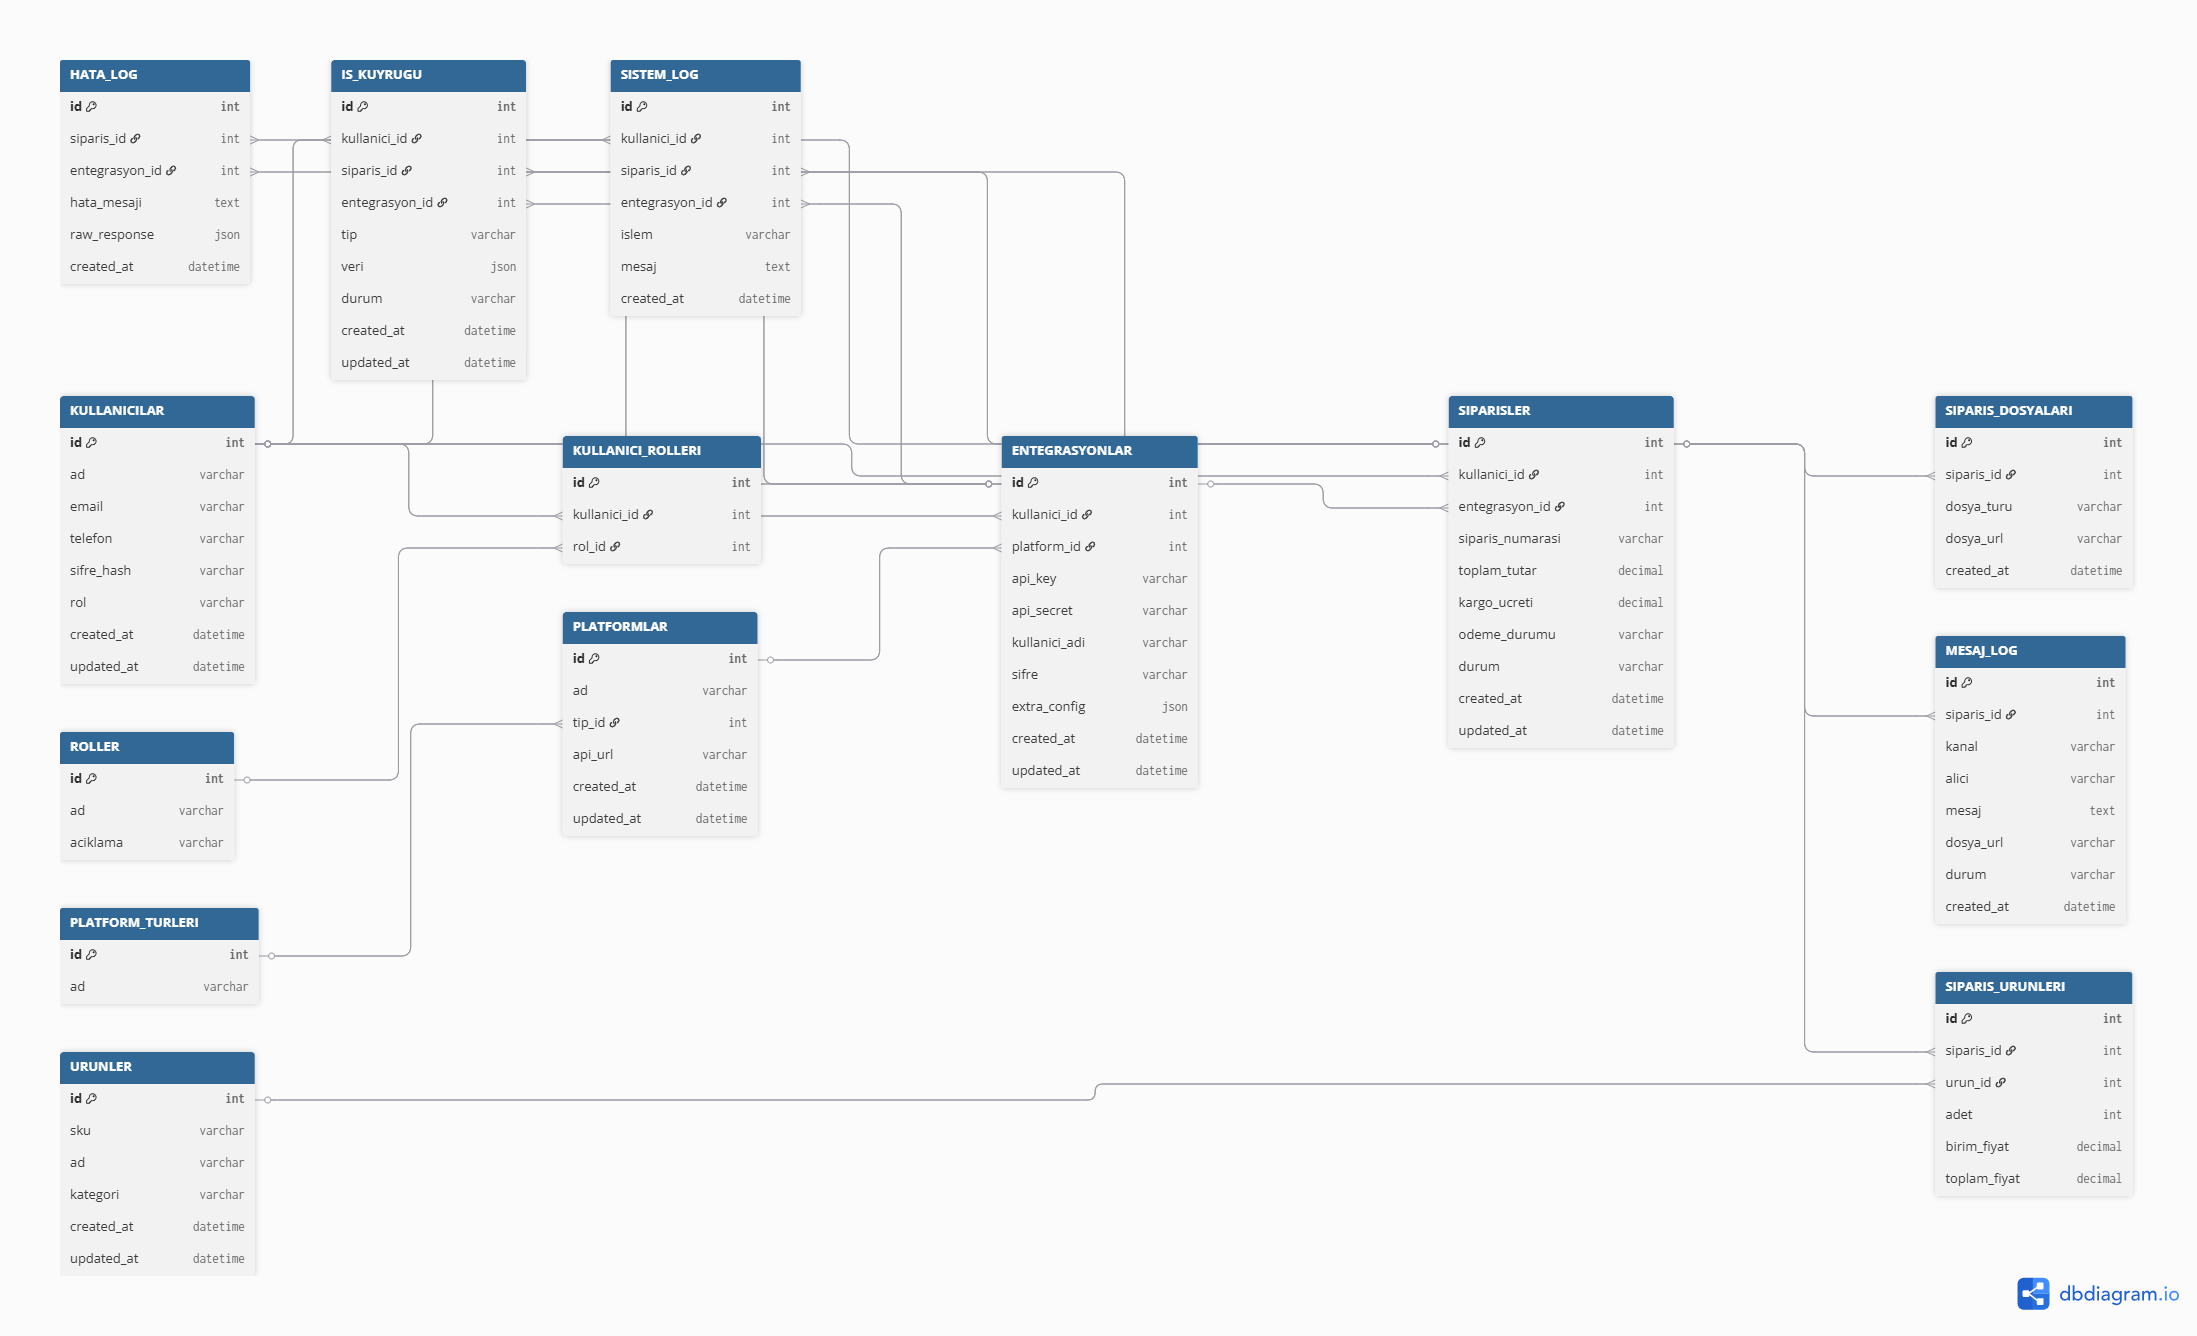 HATA_LOG
id int
siparis_id int
entegrasyon_id int
hata_mesaji text
raw_response json
created_at datetime
IS_KUYRUGU
id int
kullanici_id int
siparis_id int
entegrasyon_id int
tip varchar
veri json
durum varchar
created_at datetime
updated_at datetime
SISTEM_LOG
id int
kullanici_id int
siparis_id int
entegrasyon_id int
islem varchar
mesaj text
created_at datetime
KULLANICILAR
id int
ad varchar
email varchar
telefon varchar
sifre_hash varchar
rol varchar
created_at datetime
updated_at datetime
KULLANICI_ROLLERI
id int
kullanici_id int
rol_id int
ENTEGRASYONLAR
id int
kullanici_id int
platform_id int
api_key varchar
api_secret varchar
kullanici_adi varchar
sifre varchar
extra_config json
created_at datetime
updated_at datetime
SIPARISLER
id int
kullanici_id int
entegrasyon_id int
siparis_numarasi varchar
toplam_tutar decimal
kargo_ucreti decimal
odeme_durumu varchar
durum varchar
created_at datetime
updated_at datetime
SIPARIS_DOSYALARI
id int
siparis_id int
dosya_turu varchar
dosya_url varchar
created_at datetime
PLATFORMLAR
id int
ad varchar
tip_id int
api_url varchar
created_at datetime
updated_at datetime
MESAJ_LOG
id int
siparis_id int
kanal varchar
alici varchar
mesaj text
dosya_url varchar
durum varchar
created_at datetime
ROLLER
id int
ad varchar
aciklama varchar
PLATFORM_TURLERI
id int
ad varchar
SIPARIS_URUNLERI
id int
siparis_id int
urun_id int
adet int
birim_fiyat decimal
toplam_fiyat decimal
URUNLER
id int
sku varchar
ad varchar
kategori varchar
created_at datetime
updated_at datetime
dbdiagram.io